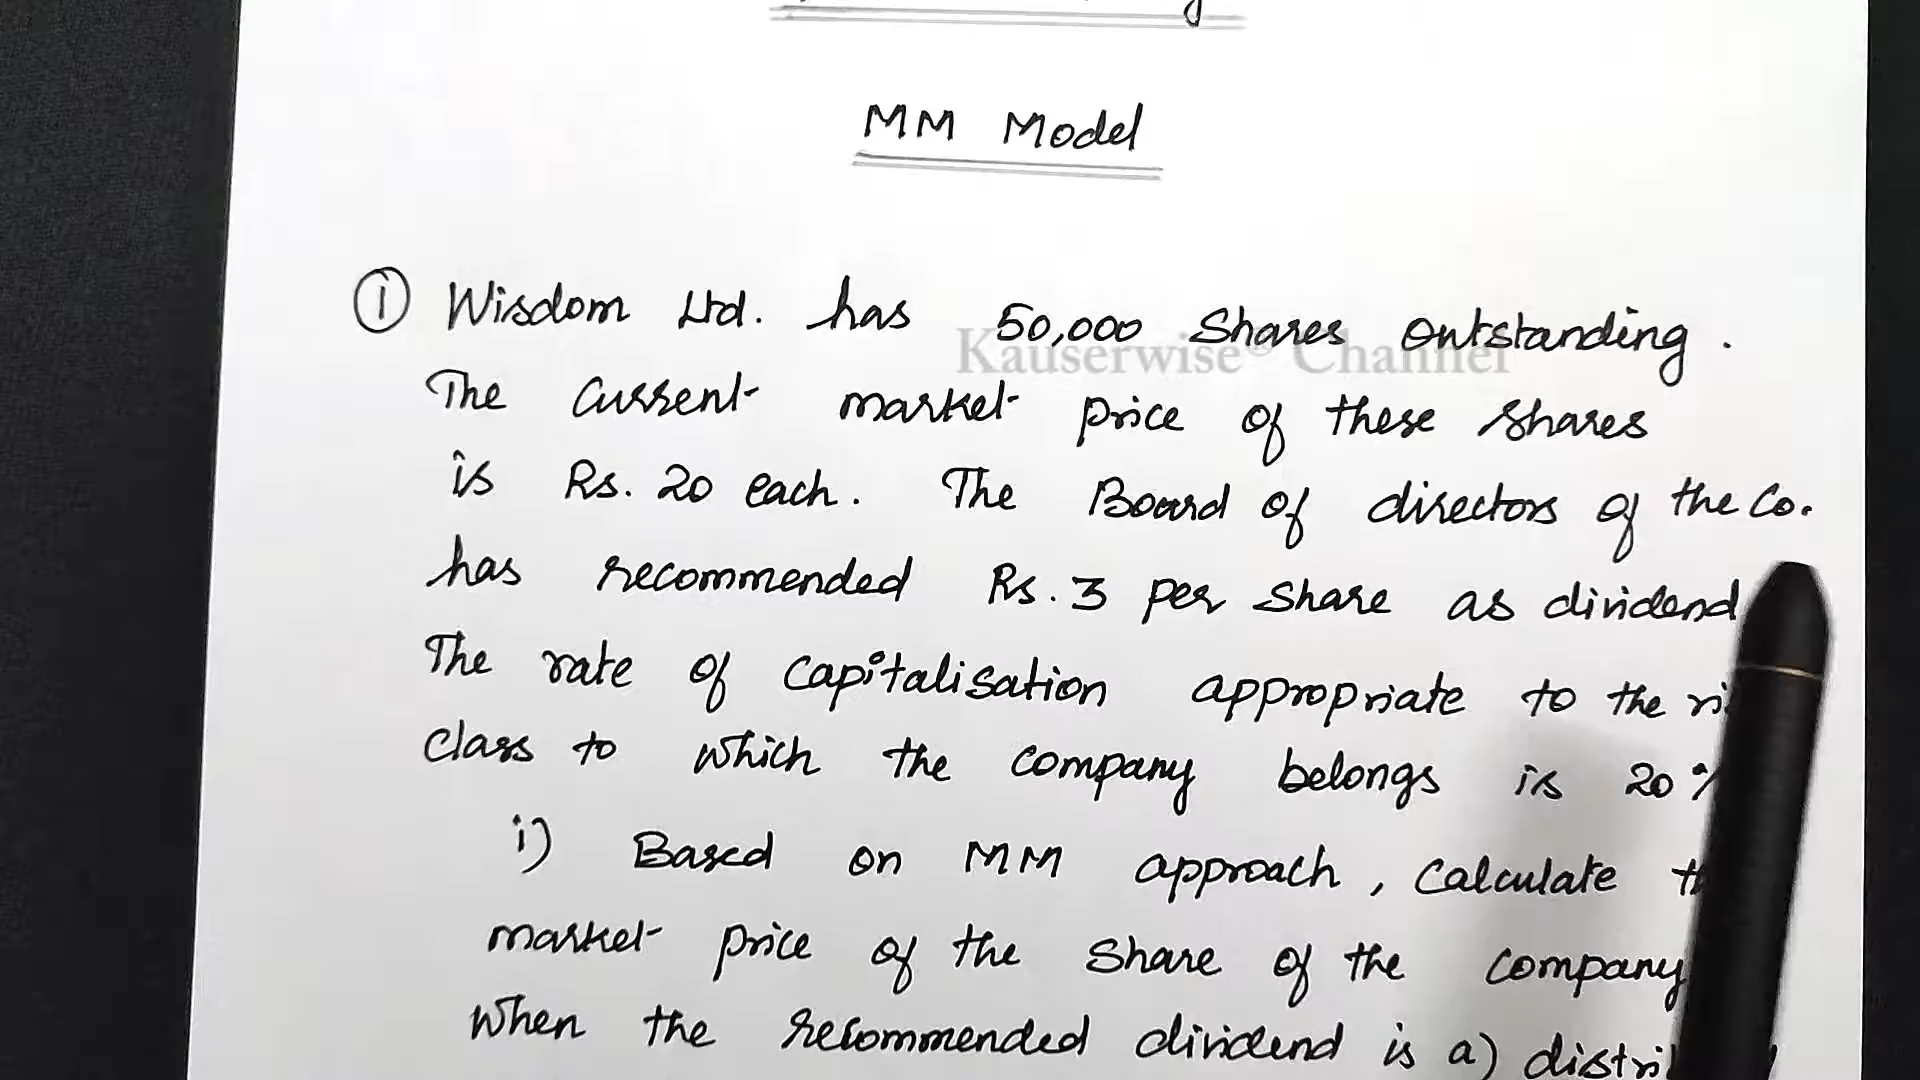 MM Model
① Wisdom Ltd. has 50,000 Shares Outstanding.
Kauserwise® Channel
The Current market price of these shares
is Rs. 20 each. The Board of directors of the Co.
has recommended Rs. 3 per Share as dividend
The rate of Capitalisation appropriate to the
Class to which the Company belongs is 20%
i) Based on MM approach, Calculate
market price of the Share of the Company
When the recommended dividend is a)